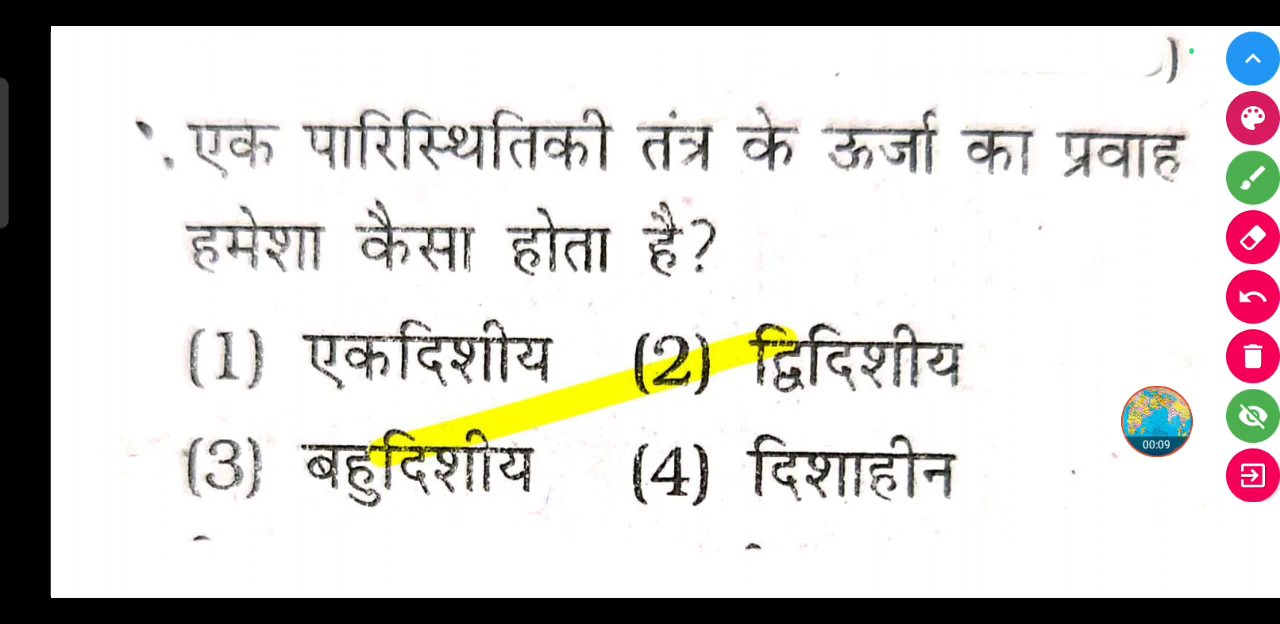 एक पारिस्थितिकी तंत्र के ऊर्जा का प्रवाह
हमेशा कैसा होता है?
(1) एकदिशीय (2) द्विदिशीय
(3) बहुदिशीय (4) दिशाहीन
00:09